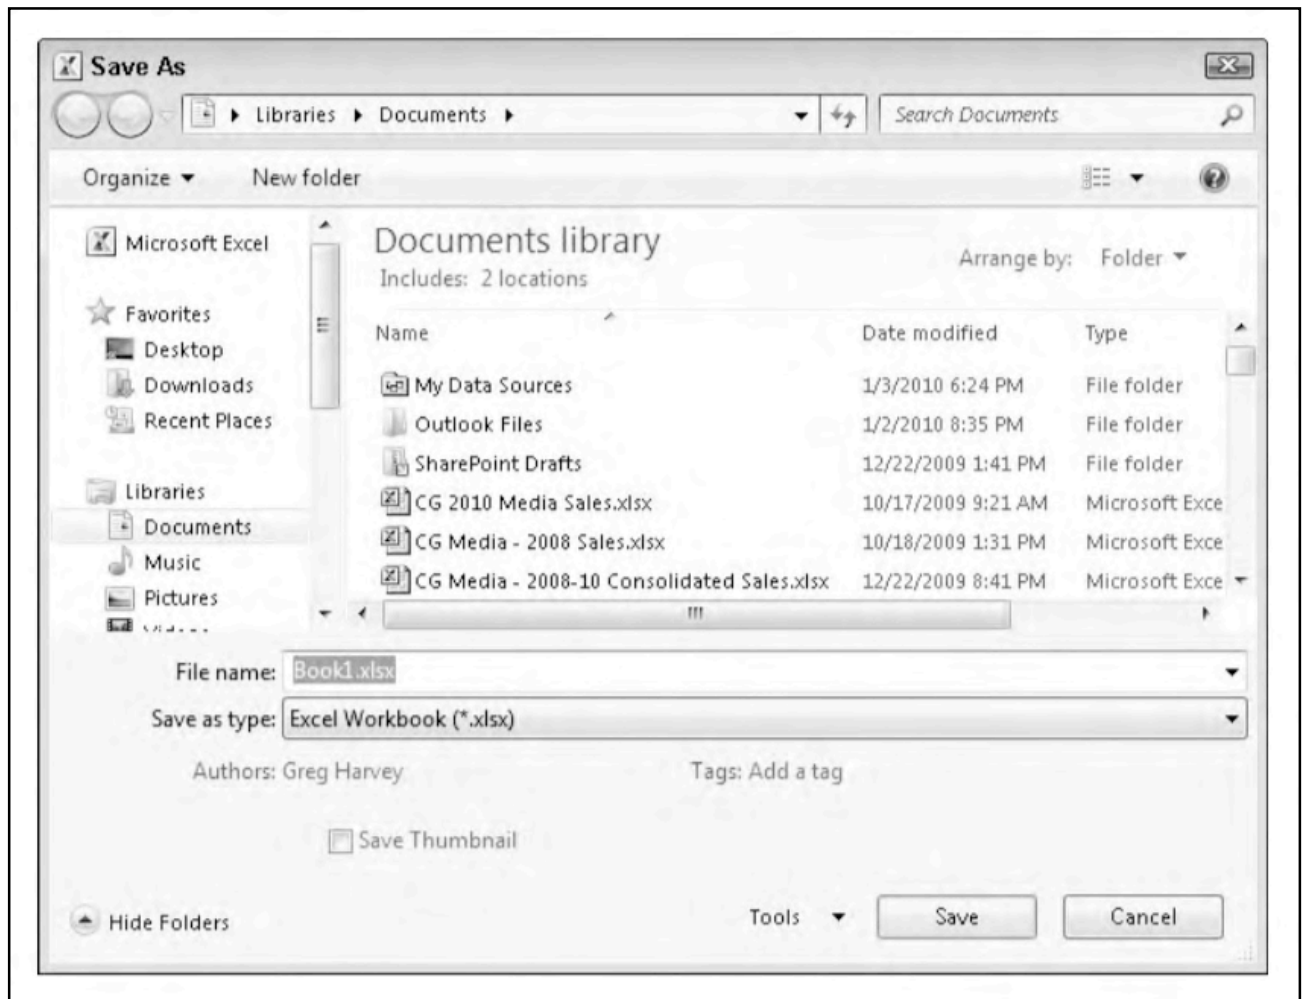 Save As
Libraries Documents
Search Documents
Organize New folder
Microsoft Excel
Favorites
Desktop
Downloads
Recent Places
Libraries
Documents
Music
Pictures
Documents library
Includes: 2 locations
Arrange by: Folder
Name Date modified Type
My Data Sources 1/3/2010 6:24 PM File folder
Outlook Files 1/2/2010 8:35 PM File folder
SharePoint Drafts 12/22/2009 1:41 PM File folder
CG 2010 Media Sales.xlsx 10/17/2009 9:21 AM Microsoft Exce
CG Media - 2008 Sales.xlsx 10/18/2009 1:31 PM Microsoft Exce
CG Media - 2008-10 Consolidated Sales.xlsx 12/22/2009 8:41 PM Microsoft Exce
File name: Book1.xlsx
Save as type: Excel Workbook (*.xlsx)
Authors: Greg Harvey Tags: Add a tag
Save Thumbnail
Hide Folders Tools Save Cancel